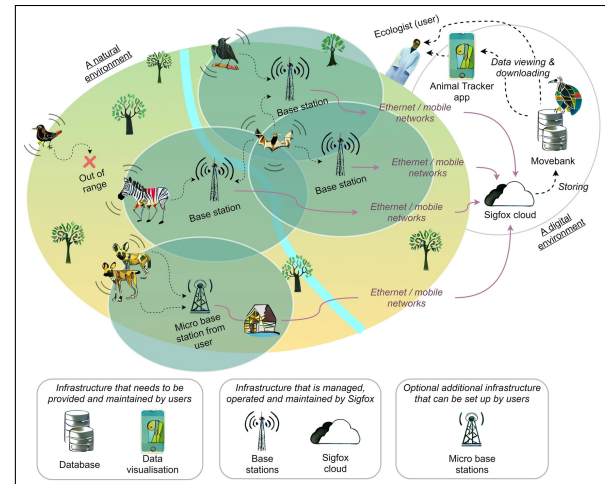 A natural
environment
Ecologist (user)
Animal Tracker
app
Data viewing &
downloading
Base station
Ethernet / mobile
networks
Movebank
Out of
range
Base station
Base station
Ethernet / mobile
networks
Storing
Ethernet / mobile
networks
Sigfox cloud
A digital
environment
Micro base
station from
user
Ethernet / mobile
networks
Infrastructure that needs to be
provided and maintained by users
Database
Data
visualisation
Infrastructure that is managed,
operated and maintained by Sigfox
Base
stations
Sigfox
cloud
Optional additional infrastructure
that can be set up by users
Micro base
stations